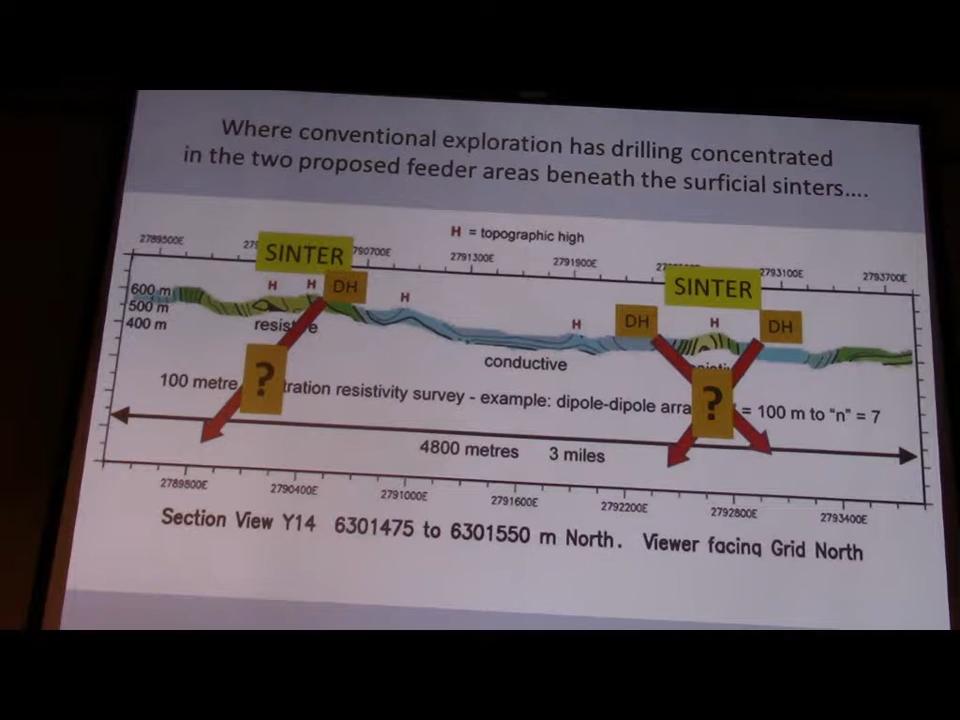 Where conventional exploration has drilling concentrated
in the two proposed feeder areas beneath the surficial sinters....
H = topographic high
2789500E
790700E
2791300E
2791900E
2793100E
2793700E
SINTER
SINTER
H
H
DH
H
H
DH
H
DH
600 m
500 m
400 m
conductive
?
?
100 metre
tration resistivity survey - example: dipole-dipole arra
= 100 m to "n" = 7
4800 metres 3 miles
2789800E
2790400E
2791000E
2791600E
2792200E
2792800E
2793400E
Section View Y14 6301475 to 6301550 m North. Viewer facing Grid North